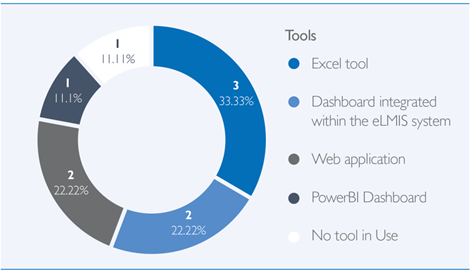 1
11.11%
1
11.1%
3
33.33%
2
22.22%
2
22.22%
Tools
Excel tool
Dashboard integrated
within the eLMIS system
Web application
PowerBI Dashboard
No tool in Use